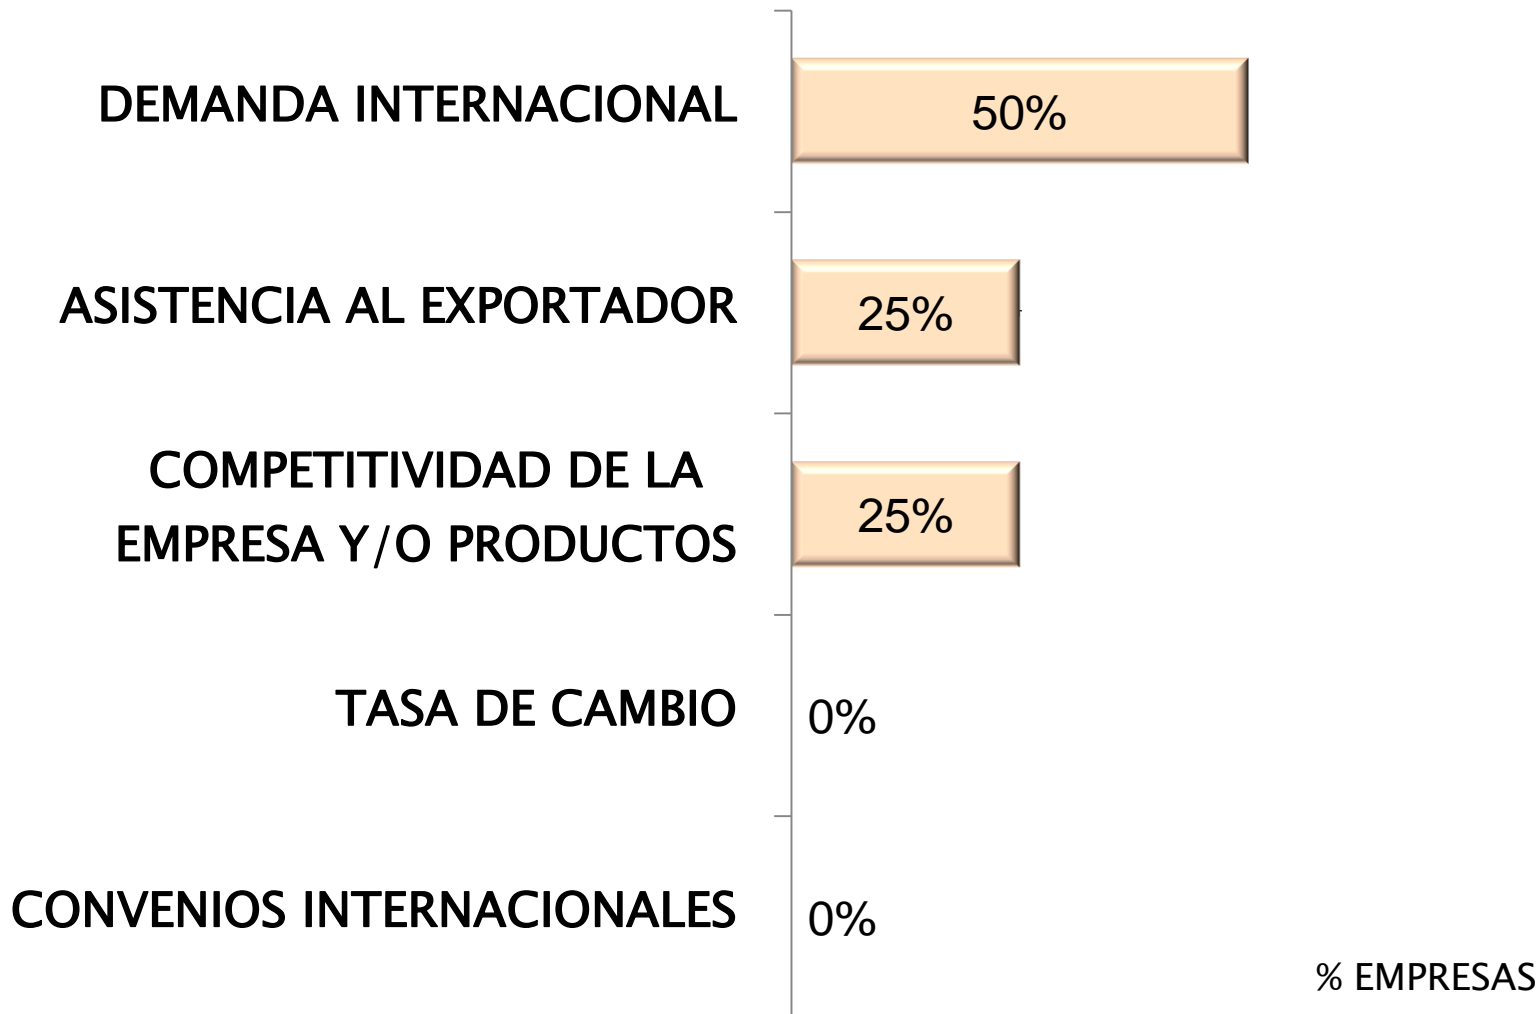 DEMANDA INTERNACIONAL
50%
ASISTENCIA AL EXPORTADOR
25%
COMPETITIVIDAD DE LA
EMPRESA Y/O PRODUCTOS
25%
TASA DE CAMBIO
0%
CONVENIOS INTERNACIONALES
0%
% EMPRESAS